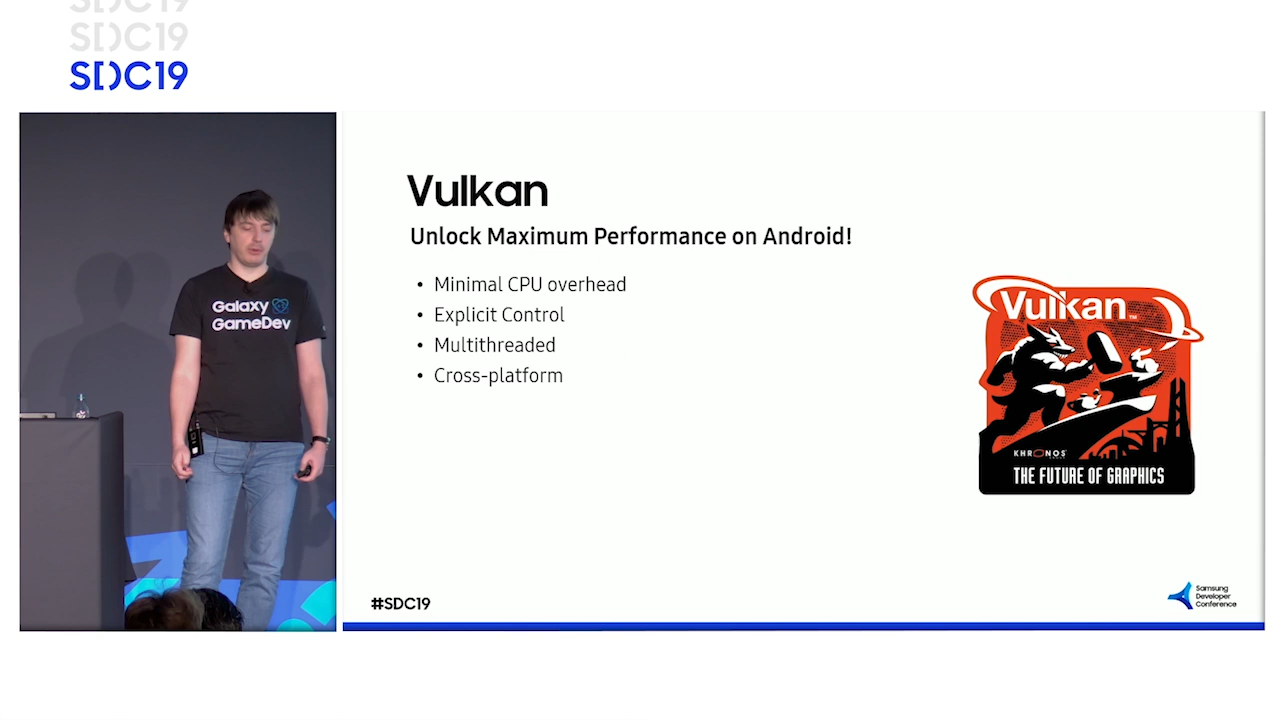 SDC19
SDC19
SDC19
Galaxy
GameDev
Vulkan
Unlock Maximum Performance on Android!
• Minimal CPU overhead
• Explicit Control
• Multithreaded
• Cross-platform
Vulkan™
KHRONOS
THE FUTURE OF GRAPHICS
#SDC19
Samsung
Developer
Conference